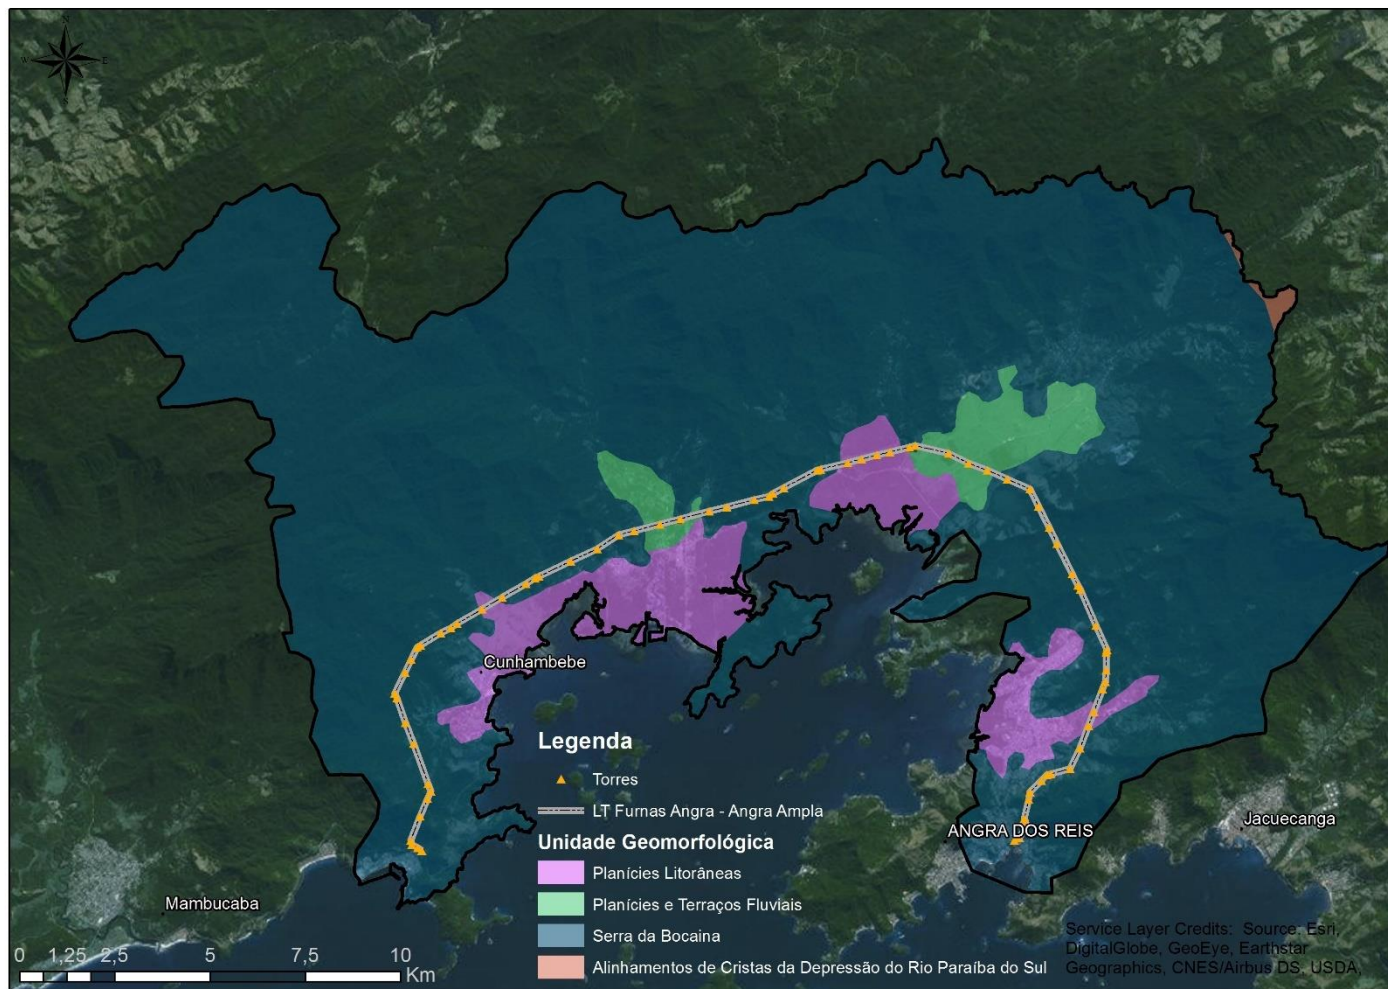 N
E
Cunhambebe
Legenda
Torres
LT Furnas Angra - Angra Ampla
Unidade Geomorfológica
Planícies Litorâneas
Planícies e Terraços Fluviais
Serra da Bocaina
Alinhamentos de Cristas da Depressão do Rio Paraíba do Sul
ANGRA DOS REIS
Jacuecanga
Mambucaba
0 1,25 2,5 5 7,5 10
Km
Service Layer Credits: Source: Esri,
DigitalGlobe, GeoEye, Earthstar
Geographics, CNES/Airbus DS, USDA,